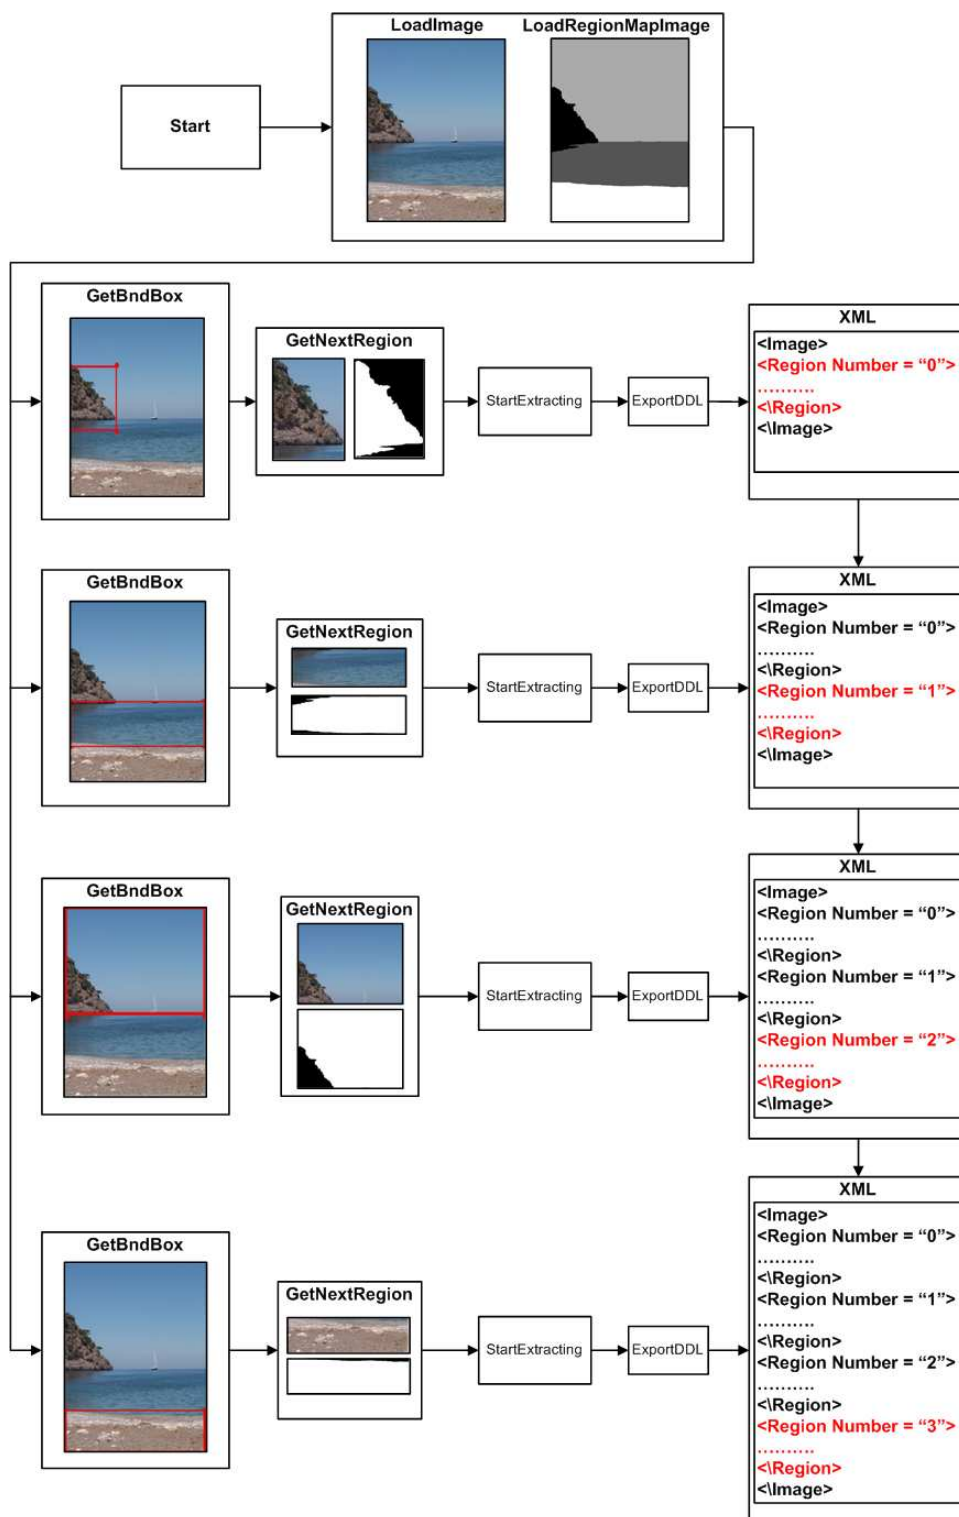 LoadImage
LoadRegionMapImage
Start
GetBndBox
GetNextRegion
StartExtracting
ExportDDL
XML
<Image>
<Region Number = “0”>
..........
<\Region>
<\Image>
GetBndBox
GetNextRegion
StartExtracting
ExportDDL
XML
<Image>
<Region Number = “0”>
..........
<\Region>
<Region Number = “1”>
..........
<\Region>
<\Image>
GetBndBox
GetNextRegion
StartExtracting
ExportDDL
XML
<Image>
<Region Number = “0”>
..........
<\Region>
<Region Number = “1”>
..........
<\Region>
<Region Number = “2”>
..........
<\Region>
<\Image>
GetBndBox
GetNextRegion
StartExtracting
ExportDDL
XML
<Image>
<Region Number = “0”>
..........
<\Region>
<Region Number = “1”>
..........
<\Region>
<Region Number = “2”>
..........
<\Region>
<Region Number = “3”>
..........
<\Region>
<\Image>